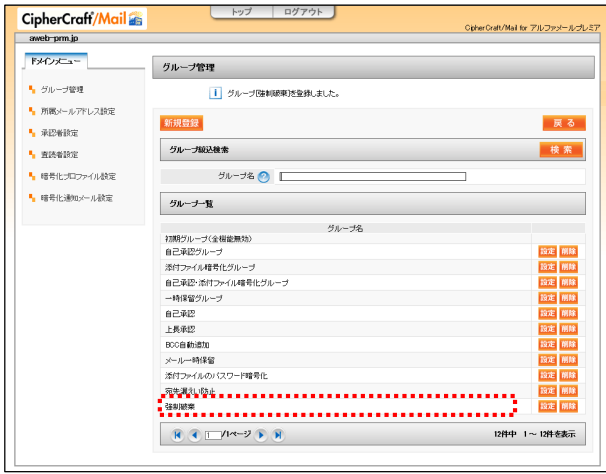 CipherCraft/Mail
トップ ログアウト
CipherCraft/Mail for アルファメールプレミア
aweb-prm.jp
ドメインメニュー
グループ管理
グループ管理
所属メールアドレス設定
承認者設定
査読者設定
暗号化プロファイル設定
暗号化通知メール設定
グループ[強制破棄]を登録しました。
新規登録 戻る
グループ絞込検索 検索
グループ名
グループ一覧
グループ名
初期グループ(全機能無効)
自己承認グループ 設定 削除
添付ファイル暗号化グループ 設定 削除
自己承認・添付ファイル暗号化グループ 設定 削除
一時保留グループ 設定 削除
自己承認 設定 削除
上長承認 設定 削除
BCC自動追加 設定 削除
メール一時保留 設定 削除
添付ファイルのパスワード暗号化 設定 削除
宛先漏えい防止 設定 削除
強制破棄 設定 削除
1 /1ページ 12件中 1～12件を表示